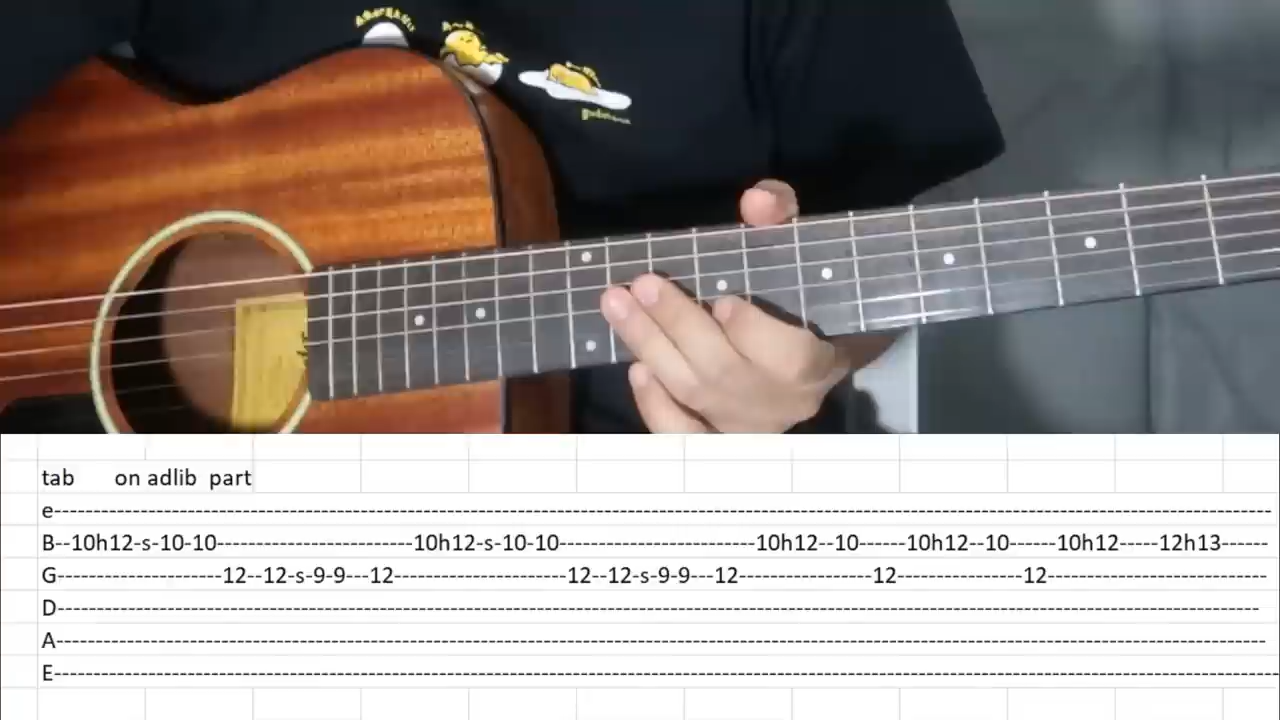 tab on adlib part
e-----------------------------------------------------------------------------------------------------------------------------------------------------------
B--10h12-s-10-10-------------------------10h12-s-10-10-------------------------10h12--10------10h12--10------10h12-----12h13------
G---------------------12--12-s-9-9---12----------------------12--12-s-9-9---12-----------------12----------------12----------------------------
D----------------------------------------------------------------------------------------------------------------------------------------------------------
A-----------------------------------------------------------------------------------------------------------------------------------------------------------
E-------------------------------------------------------------------------------------------------------------------------------------------------------------